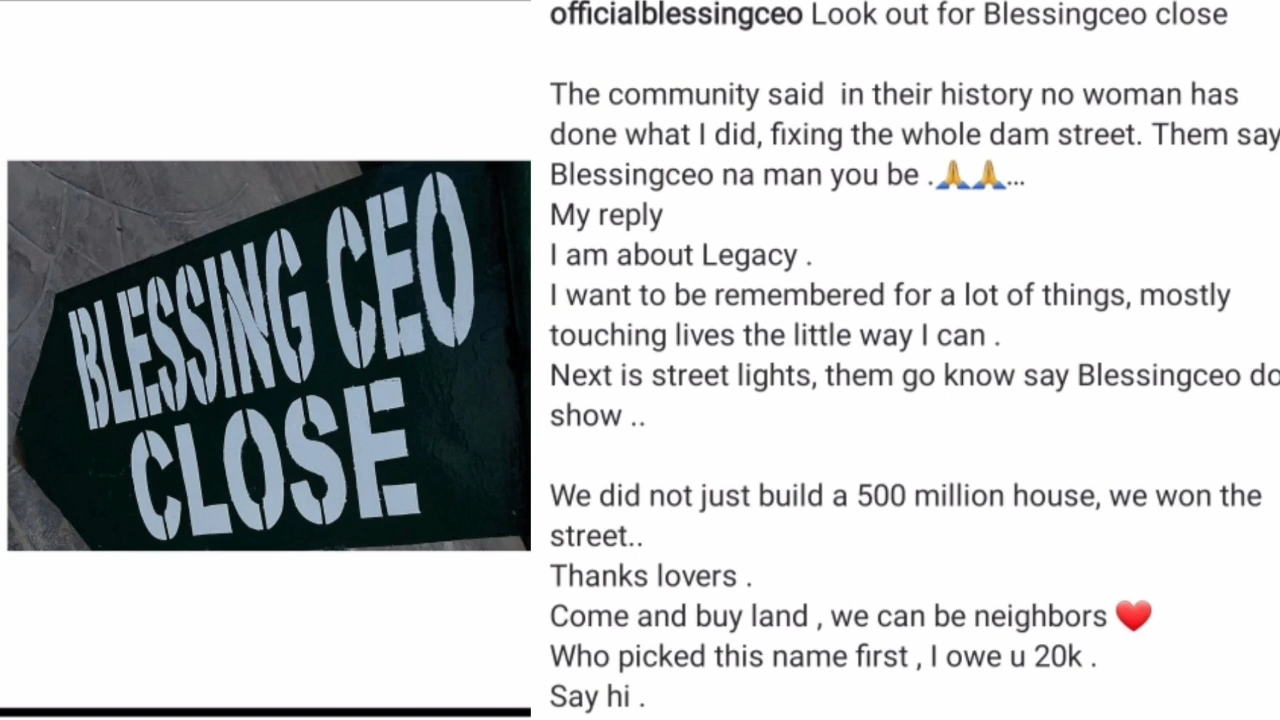 BLESSING CEO
CLOSE
officialblessingceo Look out for Blessingceo close
The community said in their history no woman has
done what I did, fixing the whole dam street. Them say
Blessingceo na man you be .🙏🙏...
My reply
I am about Legacy .
I want to be remembered for a lot of things, mostly
touching lives the little way I can .
Next is street lights, them go know say Blessingceo do
show ..
We did not just build a 500 million house, we won the
street..
Thanks lovers .
Come and buy land , we can be neighbors ❤️
Who picked this name first , I owe u 20k .
Say hi .